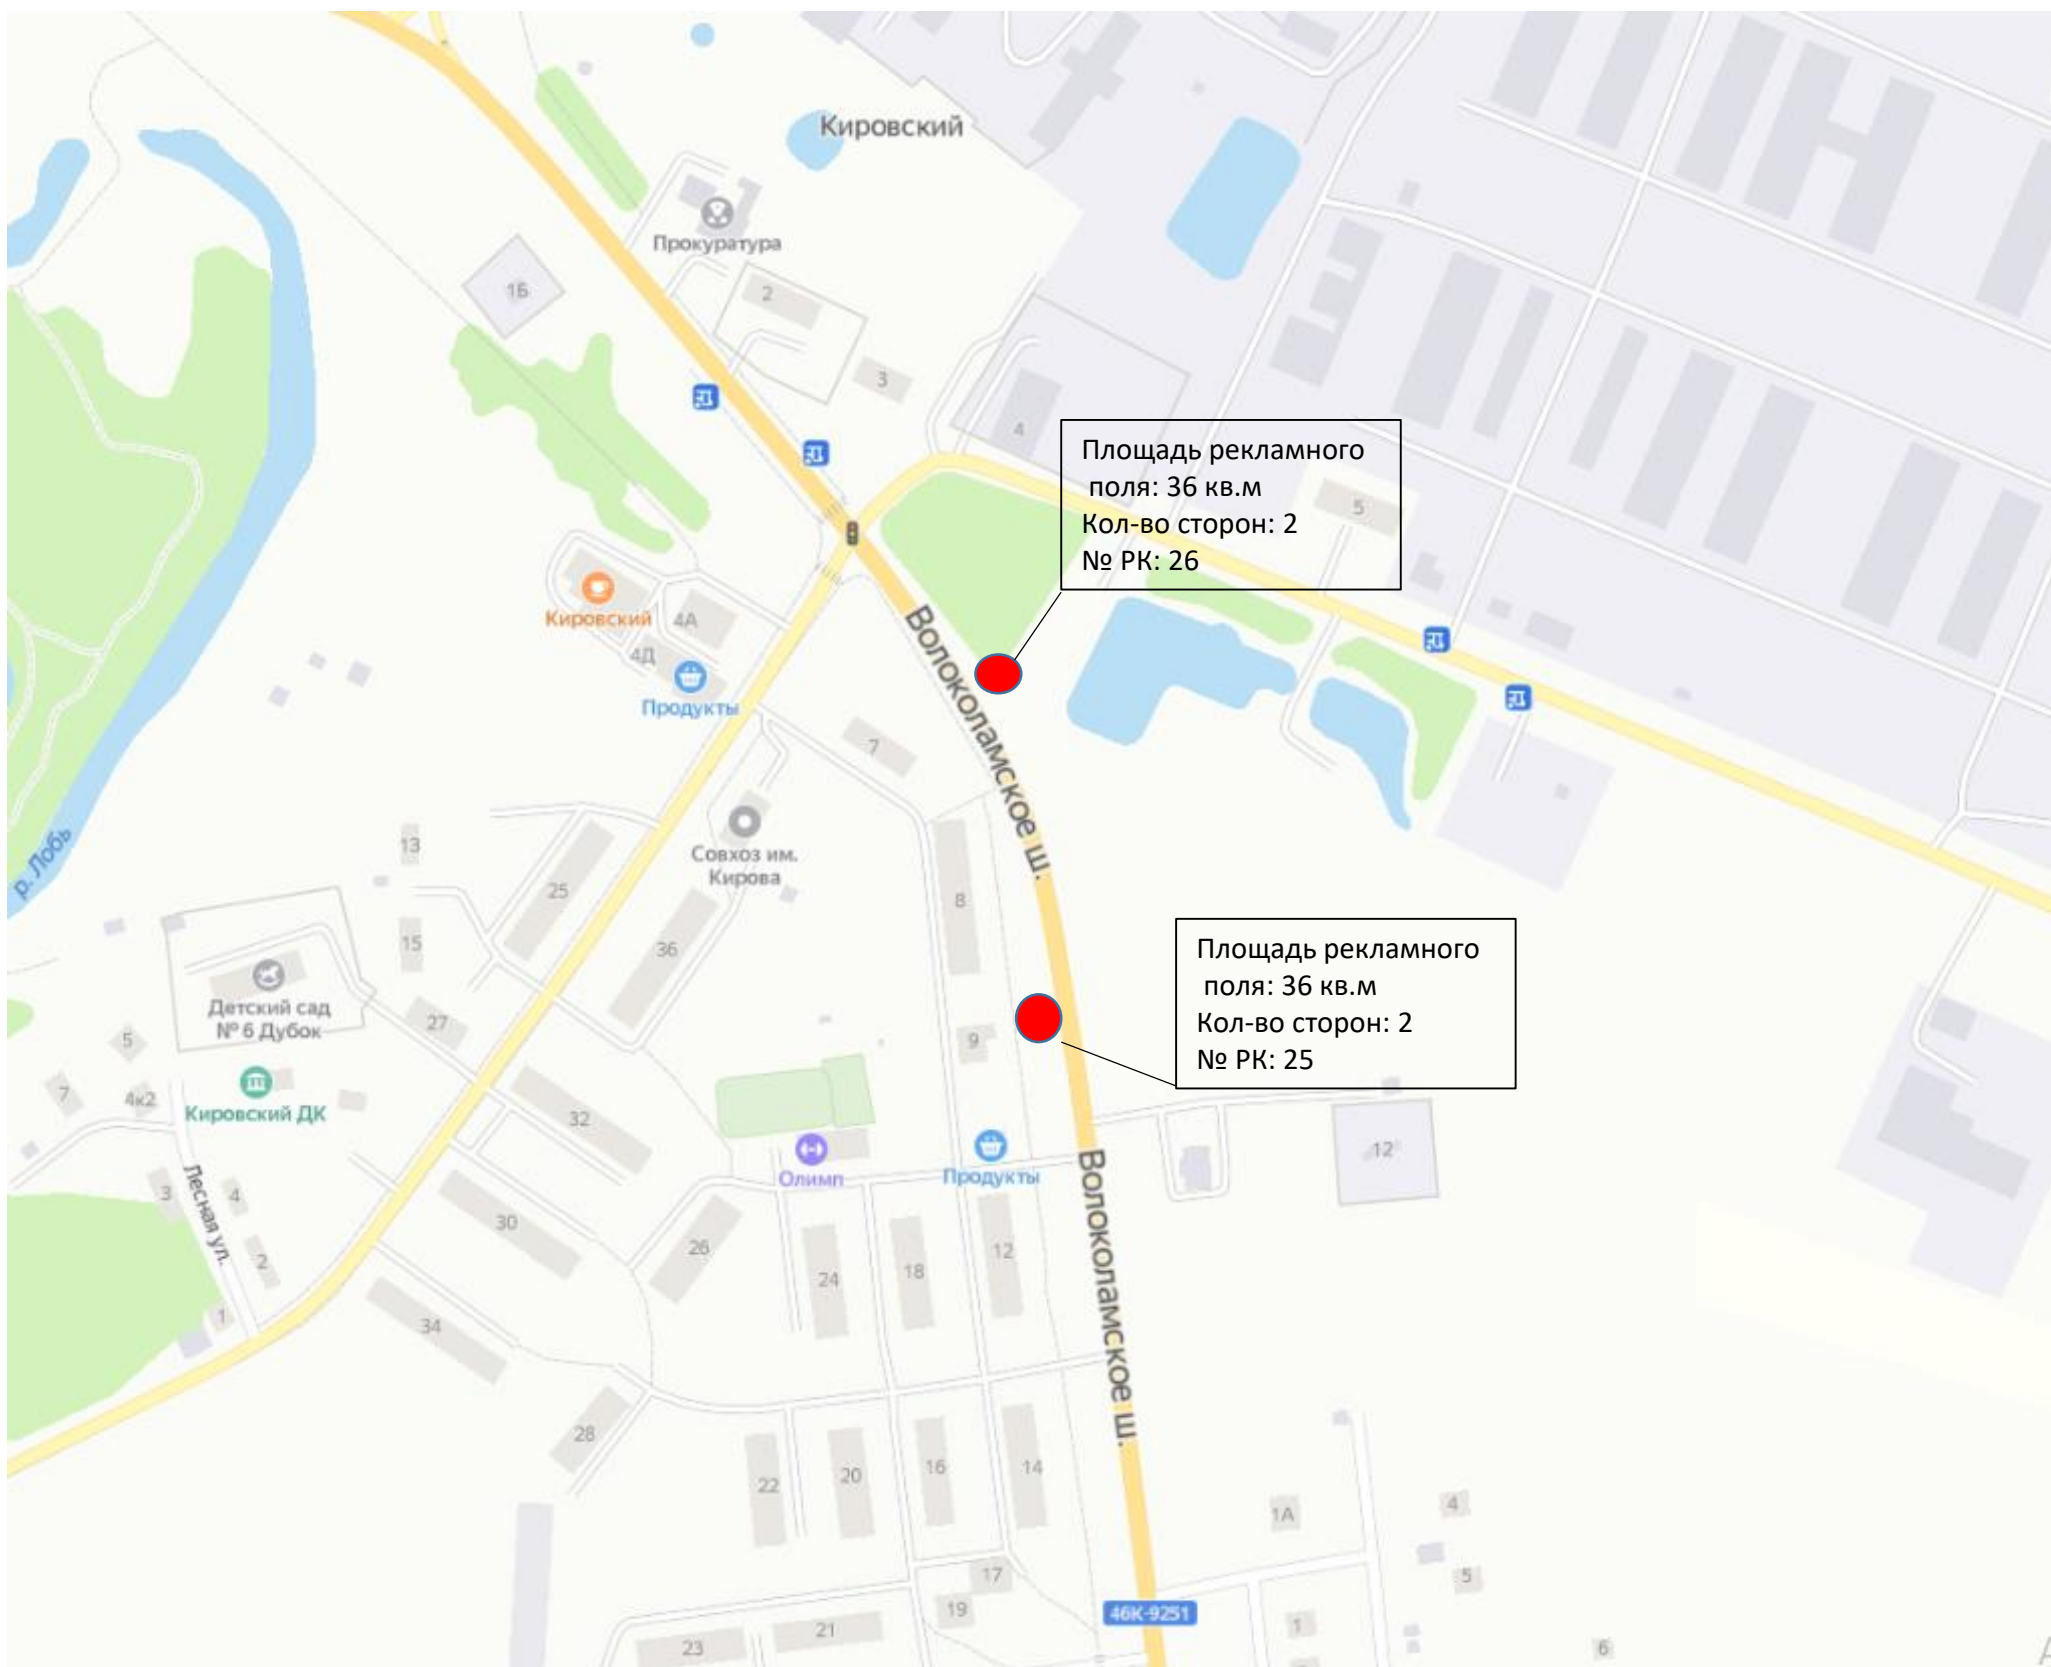 Кировский
Прокуратура
1Б
2
3
4
Площадь рекламного
поля: 36 кв.м
Кол-во сторон: 2
№ РК: 26
5
Кировский
4А
4Д
Продукты
Волоколамское ш.
7
р. Лобь
13
Совхоз им.
Кирова
25
8
36
15
Площадь рекламного
поля: 36 кв.м
Кол-во сторон: 2
№ РК: 25
Детский сад
№ 6 Дубок
27
5
9
7
4к2
Кировский ДК
32
Олимп
Продукты
12
Волоколамское ш.
3
Лесная ул.
4
30
26
2
24
18
12
1
34
28
22
20
16
14
1А
4
17
5
19
46К-9251
21
1
23
6